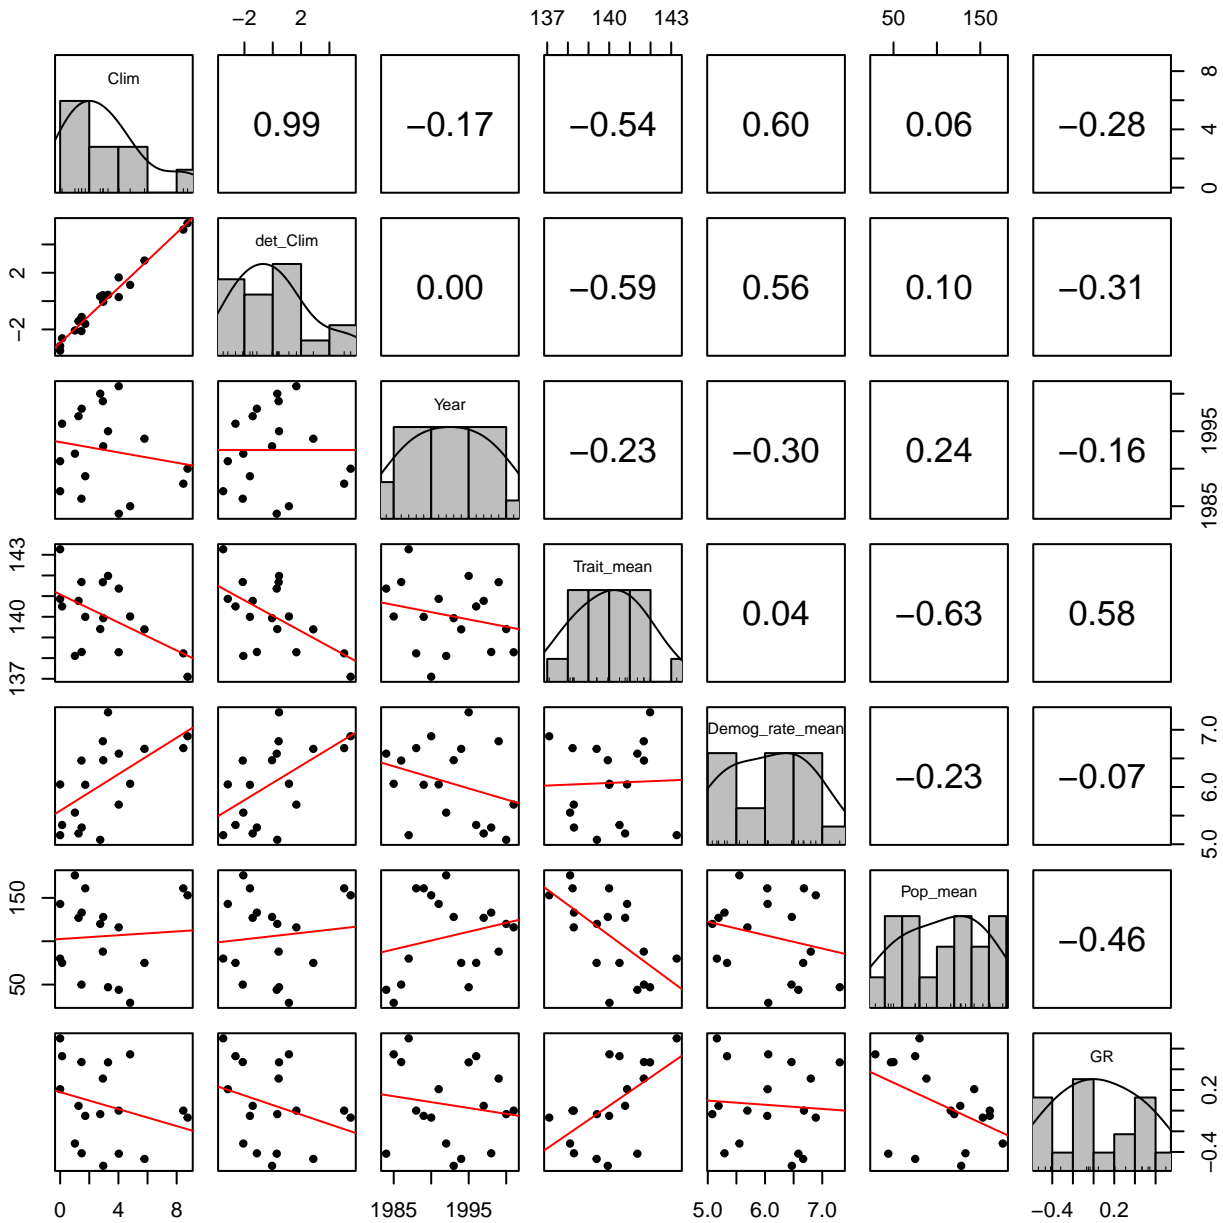 −2 2 137 140 143 50 150
Clim 0.99 −0.17 −0.54 0.60 0.06 −0.28 0 4 8
−2 2 det_Clim 0.00 −0.59 0.56 0.10 −0.31
Year −0.23 −0.30 0.24 −0.16 1985 1995
137 140 143 Trait_mean 0.04 −0.63 0.58
Demog_rate_mean −0.23 −0.07 5.0 6.0 7.0
50 150 Pop_mean −0.46
GR −0.4 0.2
0 4 8 1985 1995 5.0 6.0 7.0 −0.4 0.2